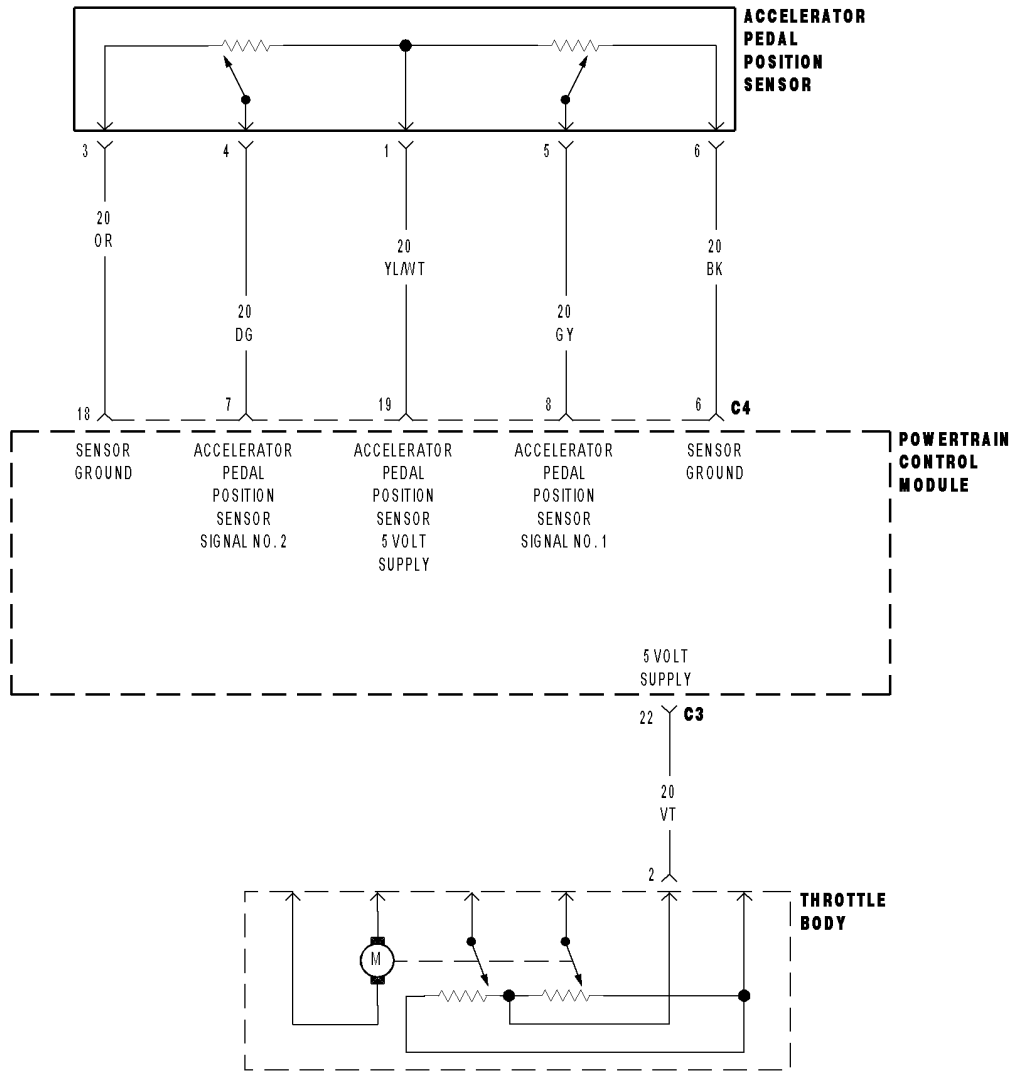 ACCELERATOR
PEDAL
POSITION
SENSOR
3
4
1
5
6
20
OR
20
DG
20
YL/WT
20
GY
20
BK
18
7
19
8
6
C4
POWERTRAIN
CONTROL
MODULE
SENSOR
GROUND
ACCELERATOR
PEDAL
POSITION
SENSOR
SIGNAL NO. 2
ACCELERATOR
PEDAL
POSITION
SENSOR
5 VOLT
SUPPLY
ACCELERATOR
PEDAL
POSITION
SENSOR
SIGNAL NO. 1
SENSOR
GROUND
5 VOLT
SUPPLY
22
C3
20
VT
2
THROTTLE
BODY
M